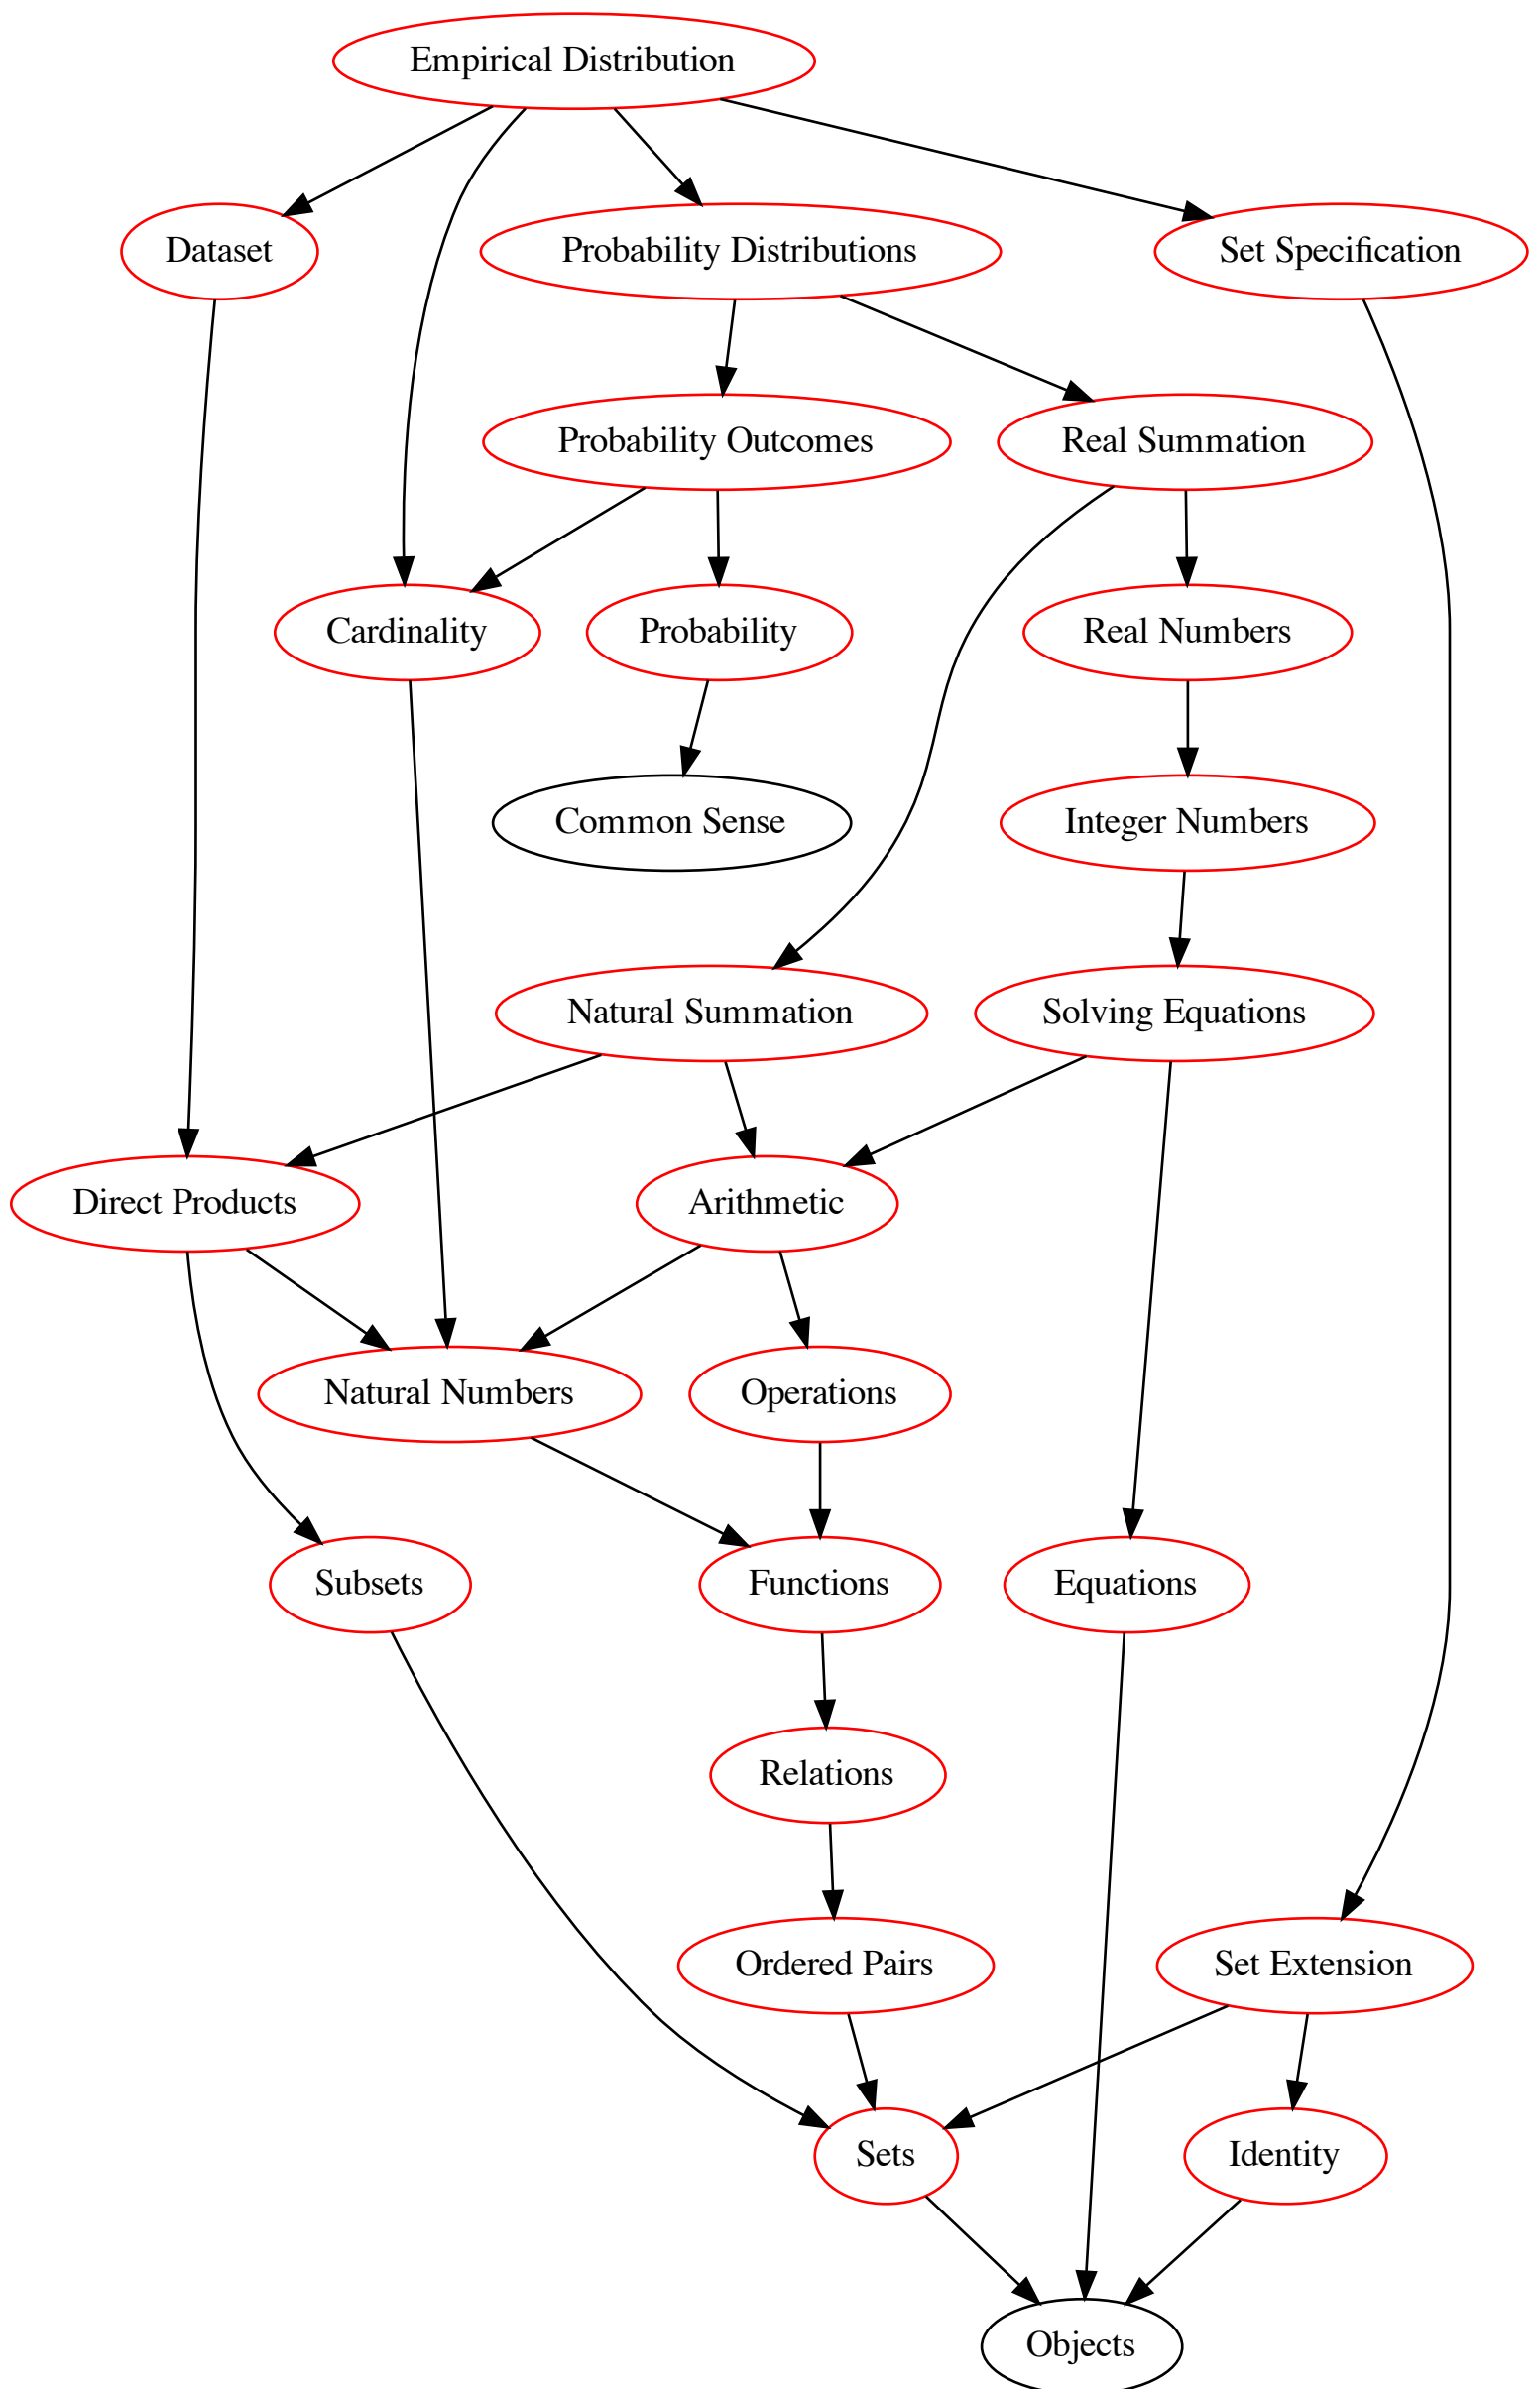 Empirical Distribution
Dataset
Probability Distributions
Set Specification
Probability Outcomes
Real Summation
Cardinality
Probability
Real Numbers
Common Sense
Integer Numbers
Natural Summation
Solving Equations
Direct Products
Arithmetic
Natural Numbers
Operations
Subsets
Functions
Equations
Relations
Ordered Pairs
Set Extension
Sets
Identity
Objects